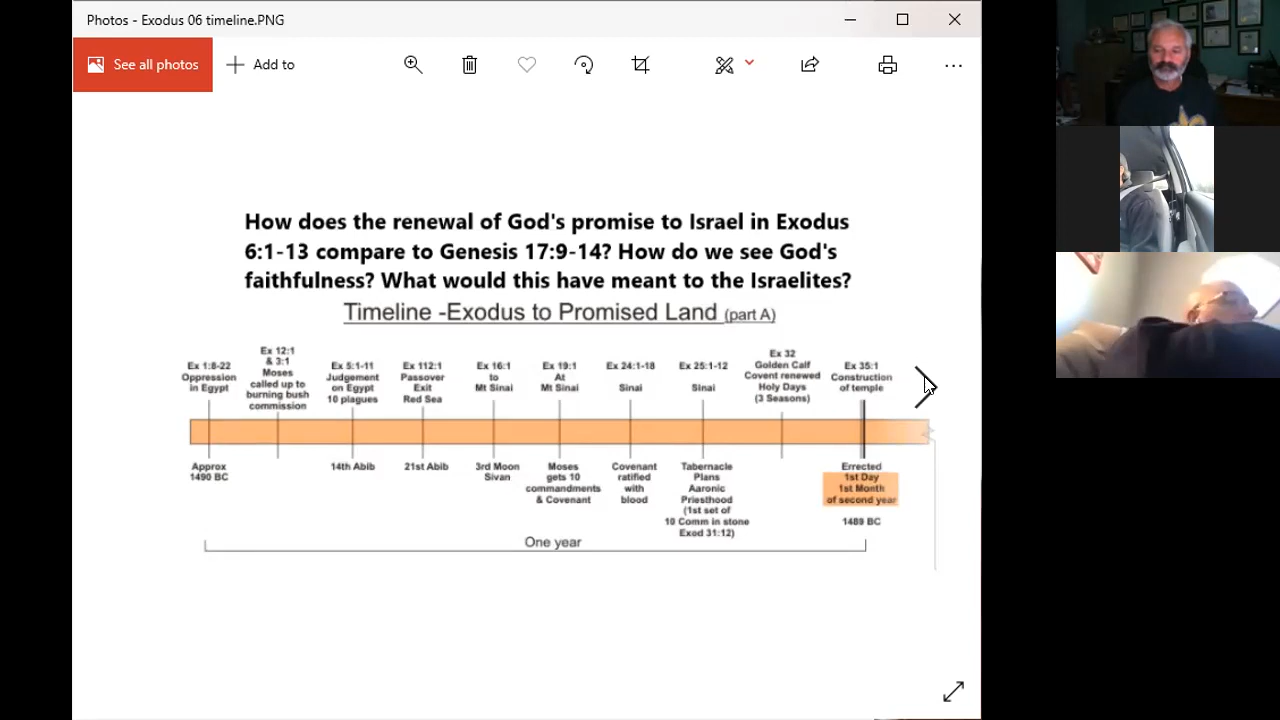 Photos - Exodus 06 timeline.PNG
See all photos
Add to
How does the renewal of God's promise to Israel in Exodus
6:1-13 compare to Genesis 17:9-14? How do we see God's
faithfulness? What would this have meant to the Israelites?
Timeline -Exodus to Promised Land (part A)
Ex 1:8-22
Oppression
in Egypt
Ex 12:1
& 3:1
Moses
called up to
burning bush
commission
Ex 5:1-11
Judgement
on Egypt
10 plagues
Ex 112:1
Passover
Exit
Red Sea
Ex 16:1
to
Mt Sinai
Ex 19:1
At
Mt Sinai
Ex 24:1-18
Sinai
Ex 25:1-12
Sinai
Ex 32
Golden Calf
Covent renewed
Holy Days
(3 Seasons)
Ex 35:1
Construction
of temple
Approx
1490 BC
14th Abib
21st Abib
3rd Moon
Sivan
Moses
gets 10
commandments
& Covenant
Covenant
ratified
with
blood
Tabernacle
Plans
Aaronic
Priesthood
(1st set of
10 Comm in stone
Exod 31:12)
Errected
1st Day
1st Month
of second year
1489 BC
One year